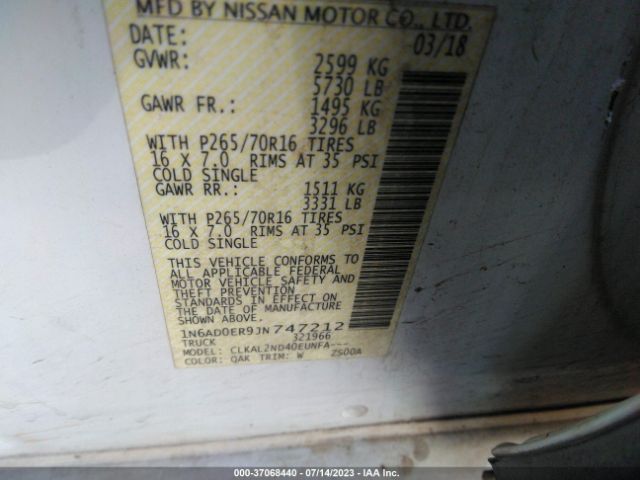 MFD BY NISSAN MOTOR CO., LTD.
DATE: 03/18
GVWR: 2599 KG
5730 LB
GAWR FR.: 1495 KG
3296 LB
WITH P265/70R16 TIRES
16 X 7.0 RIMS AT 35 PSI
COLD SINGLE
GAWR RR.: 1511 KG
3331 LB
WITH P265/70R16 TIRES
16 X 7.0 RIMS AT 35 PSI
COLD SINGLE
THIS VEHICLE CONFORMS TO
ALL APPLICABLE FEDERAL
MOTOR VEHICLE SAFETY AND
THEFT PREVENTION
STANDARDS IN EFFECT ON
THE DATE OF MANUFACTURE
SHOWN ABOVE.
1N6AD0ER9JN747212
TRUCK 321966
MODEL: CLKAL2ND40EUNFA---
COLOR: QAK TRIM: W ZS00A
000-37068440 - 07/14/2023 - IAA Inc.